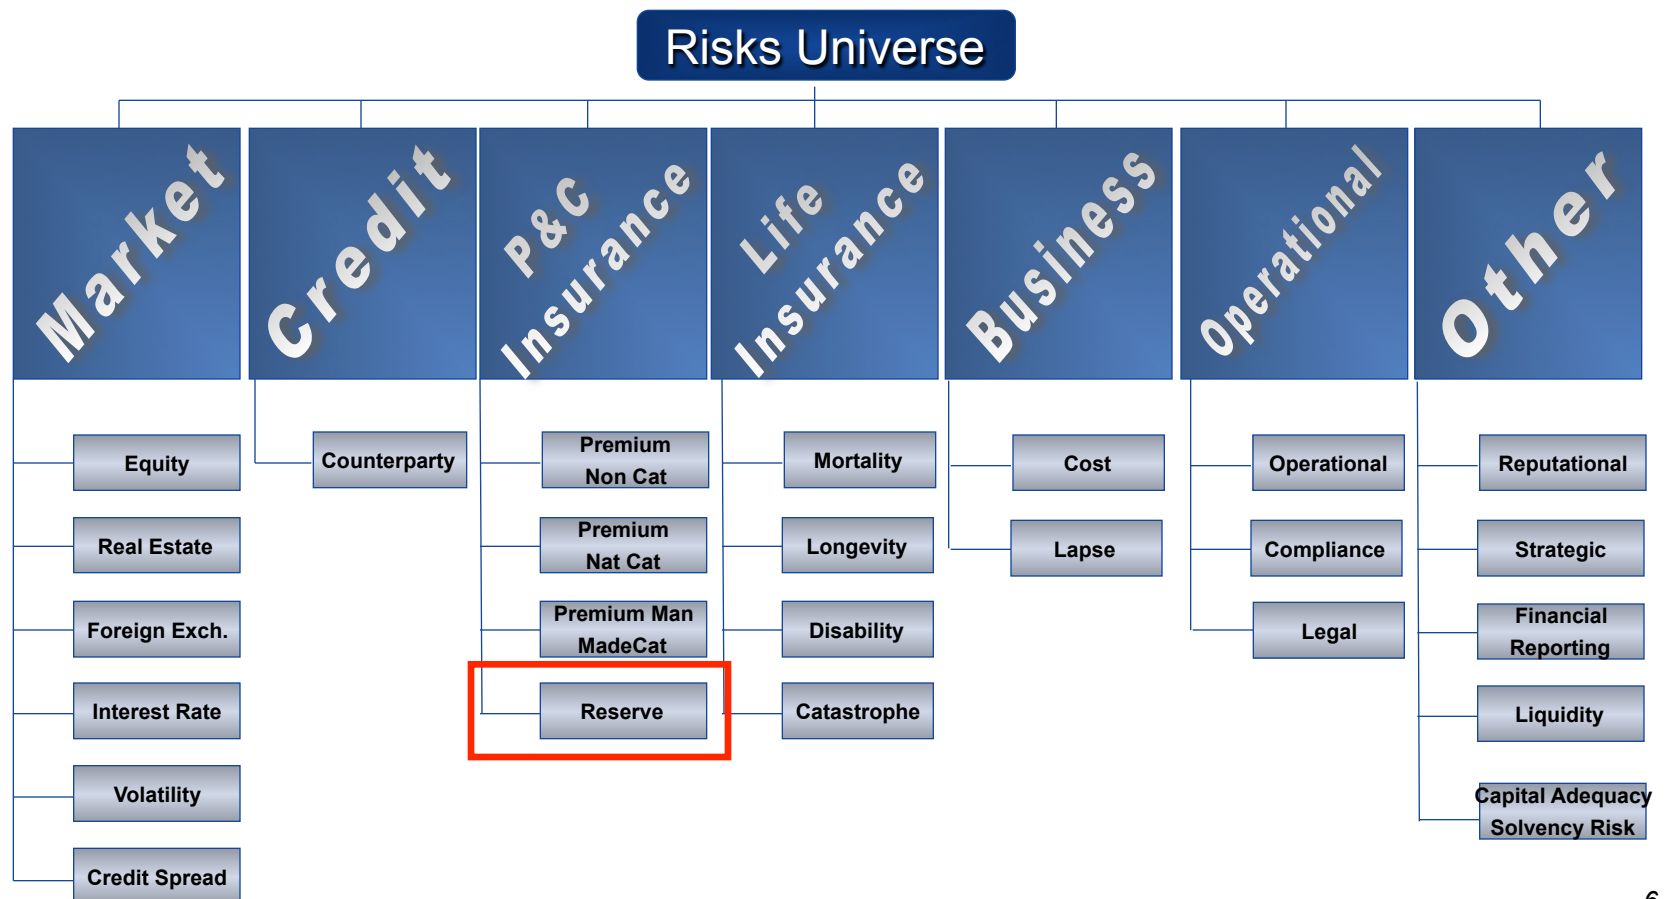 Risks Universe
Market
Credit
P&C
Insurance
Life
Insurance
Business
Operational
Other
Equity
Real Estate
Foreign Exch.
Interest Rate
Volatility
Credit Spread
Counterparty
Premium
Non Cat
Premium
Nat Cat
Premium Man
MadeCat
Reserve
Mortality
Longevity
Disability
Catastrophe
Cost
Lapse
Operational
Compliance
Legal
Reputational
Strategic
Financial
Reporting
Liquidity
Capital Adequacy
Solvency Risk
6